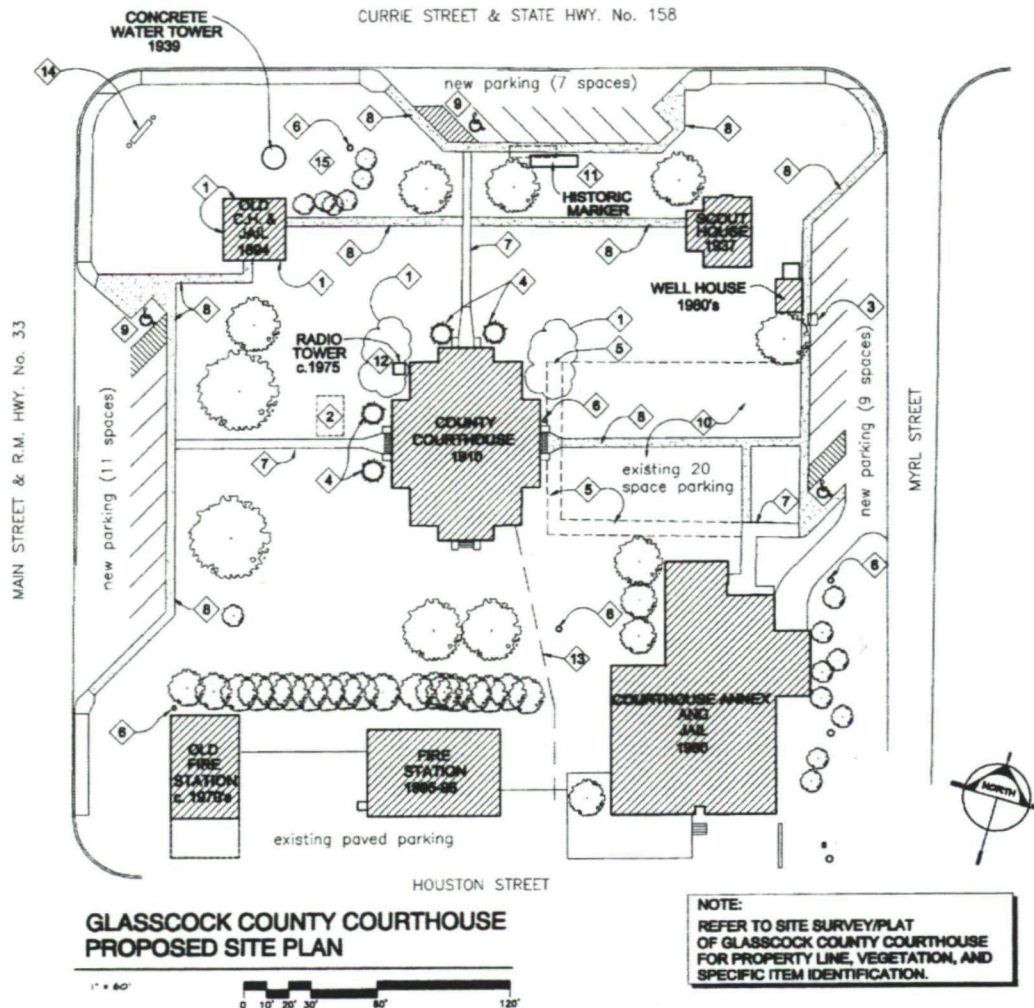 CURRIE STREET & STATE HWY. No. 158
CONCRETE
WATER TOWER
1939
14
new parking (7 spaces)
9
8
8
6
15
8
11
HISTORIC
MARKER
1
OLD
C.H. &
JAIL
1894
8
7
8
SCOUT
HOUSE
1937
1
1
4
1
WELL HOUSE
1980's
3
8
9
RADIO
TOWER
c.1975
12
5
2
COUNTY
COURTHOUSE
1910
6
8
10
7
4
existing 20
space parking
5
7
new parking (11 spaces)
new parking (9 spaces)
MAIN STREET & R.M. HWY. No. 33
MYRL STREET
8
6
6
13
6
OLD
FIRE
STATION
c. 1970's
FIRE
STATION
COURTHOUSE ANNEX
AND
JAIL
1980
NORTH
existing paved parking
HOUSTON STREET
GLASSCOCK COUNTY COURTHOUSE
PROPOSED SITE PLAN
1" = 60'
0 10' 20' 30' 60' 120'
NOTE:
REFER TO SITE SURVEY/PLAT
OF GLASSCOCK COUNTY COURTHOUSE
FOR PROPERTY LINE, VEGETATION, AND
SPECIFIC ITEM IDENTIFICATION.